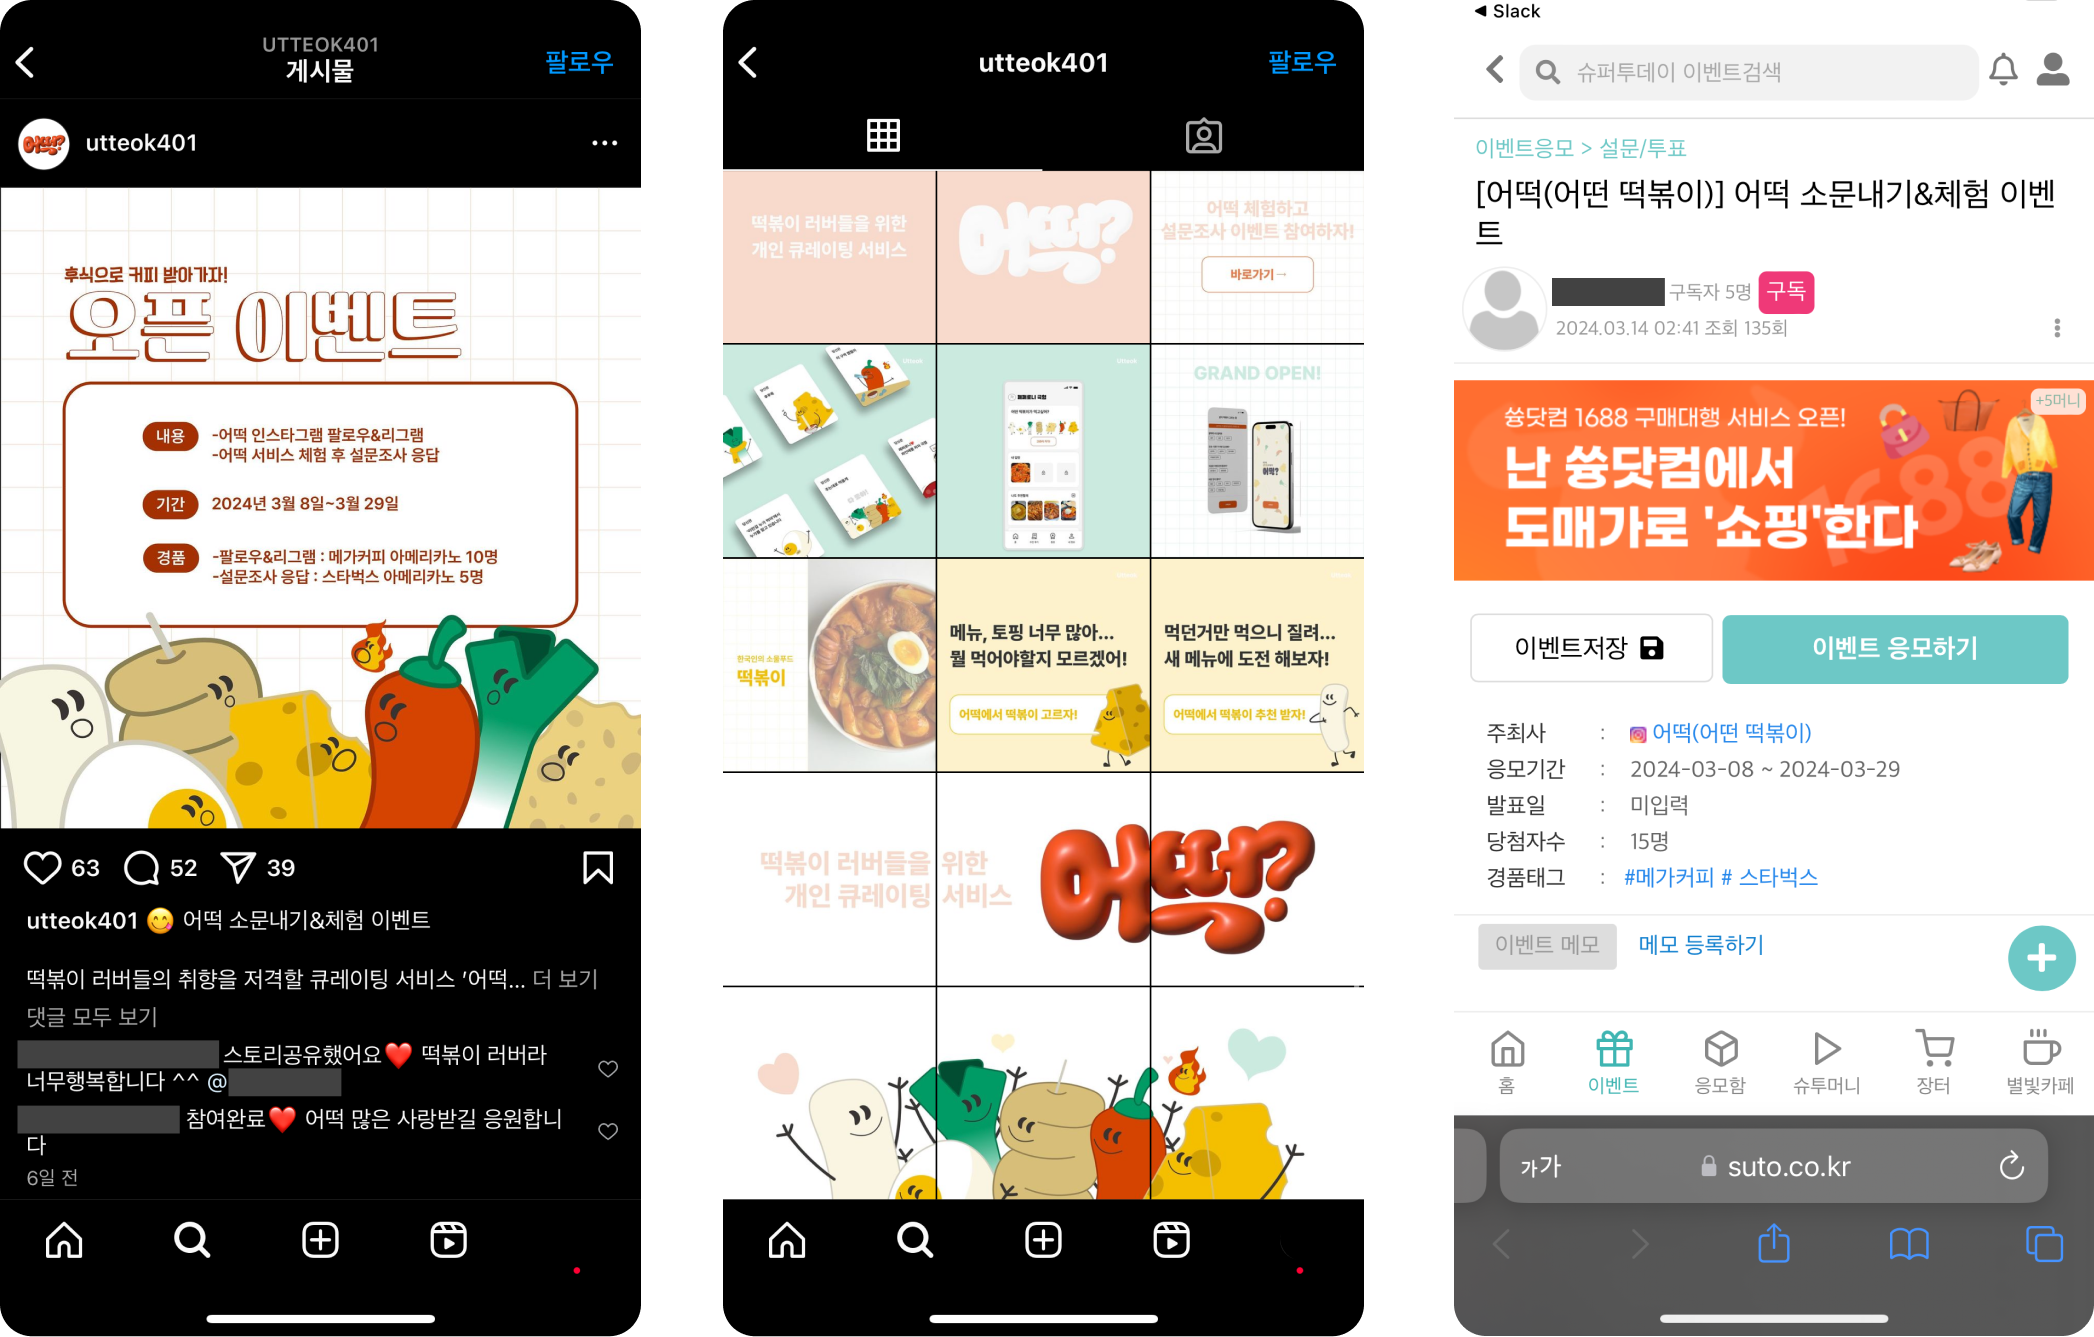 UTTEOK401
게시물
팔로우
어떡?
utteok401
후식으로 커피 받아가자!
오픈 이벤트
내용
-어떡 인스타그램 팔로우&리그램
-어떡 서비스 체험 후 설문조사 응답
기간
2024년 3월 8일~3월 29일
경품
-팔로우&리그램 : 메가커피 아메리카노 10명
-설문조사 응답 : 스타벅스 아메리카노 5명
63
52
39
utteok401 😋 어떡 소문내기&체험 이벤트
떡볶이 러버들의 취향을 저격할 큐레이팅 서비스 '어떡... 더 보기
댓글 모두 보기
스토리공유했어요❤️ 떡볶이 러버라
너무행복합니다 ^^ @
참여완료❤️ 어떡 많은 사랑받길 응원합니
다
6일 전
utteok401
팔로우
떡볶이 러버들을 위한
개인 큐레이팅 서비스
어떡?
어떡 체험하고
설문조사 이벤트 참여하자!
바로가기→
GRAND OPEN!
어떡?
한국인의 소울푸드
떡볶이
메뉴, 토핑 너무 많아...
뭘 먹어야할지 모르겠어!
어떡에서 떡볶이 고르자!
먹던거만 먹으니 질려...
새 메뉴에 도전 해보자!
어떡에서 떡볶이 추천 받자!
떡볶이 러버들을 위한
개인 큐레이팅 서비스
어떡?
◀ Slack
슈퍼투데이 이벤트검색
이벤트응모 > 설문/투표
[어떡(어떤 떡볶이)] 어떡 소문내기&체험 이벤
트
구독자 5명
구독
2024.03.14 02:41 조회 135회
+5머니
쓩닷컴 1688 구매대행 서비스 오픈!
난 쓩닷컴에서
도매가로 '쇼핑'한다
1688
이벤트저장
이벤트 응모하기
주최사 : 어떡(어떤 떡볶이)
응모기간 : 2024-03-08 ~ 2024-03-29
발표일 : 미입력
당첨자수 : 15명
경품태그 : #메가커피 # 스타벅스
이벤트 메모
메모 등록하기
홈
이벤트
응모함
슈투머니
장터
별빛카페
가가
suto.co.kr